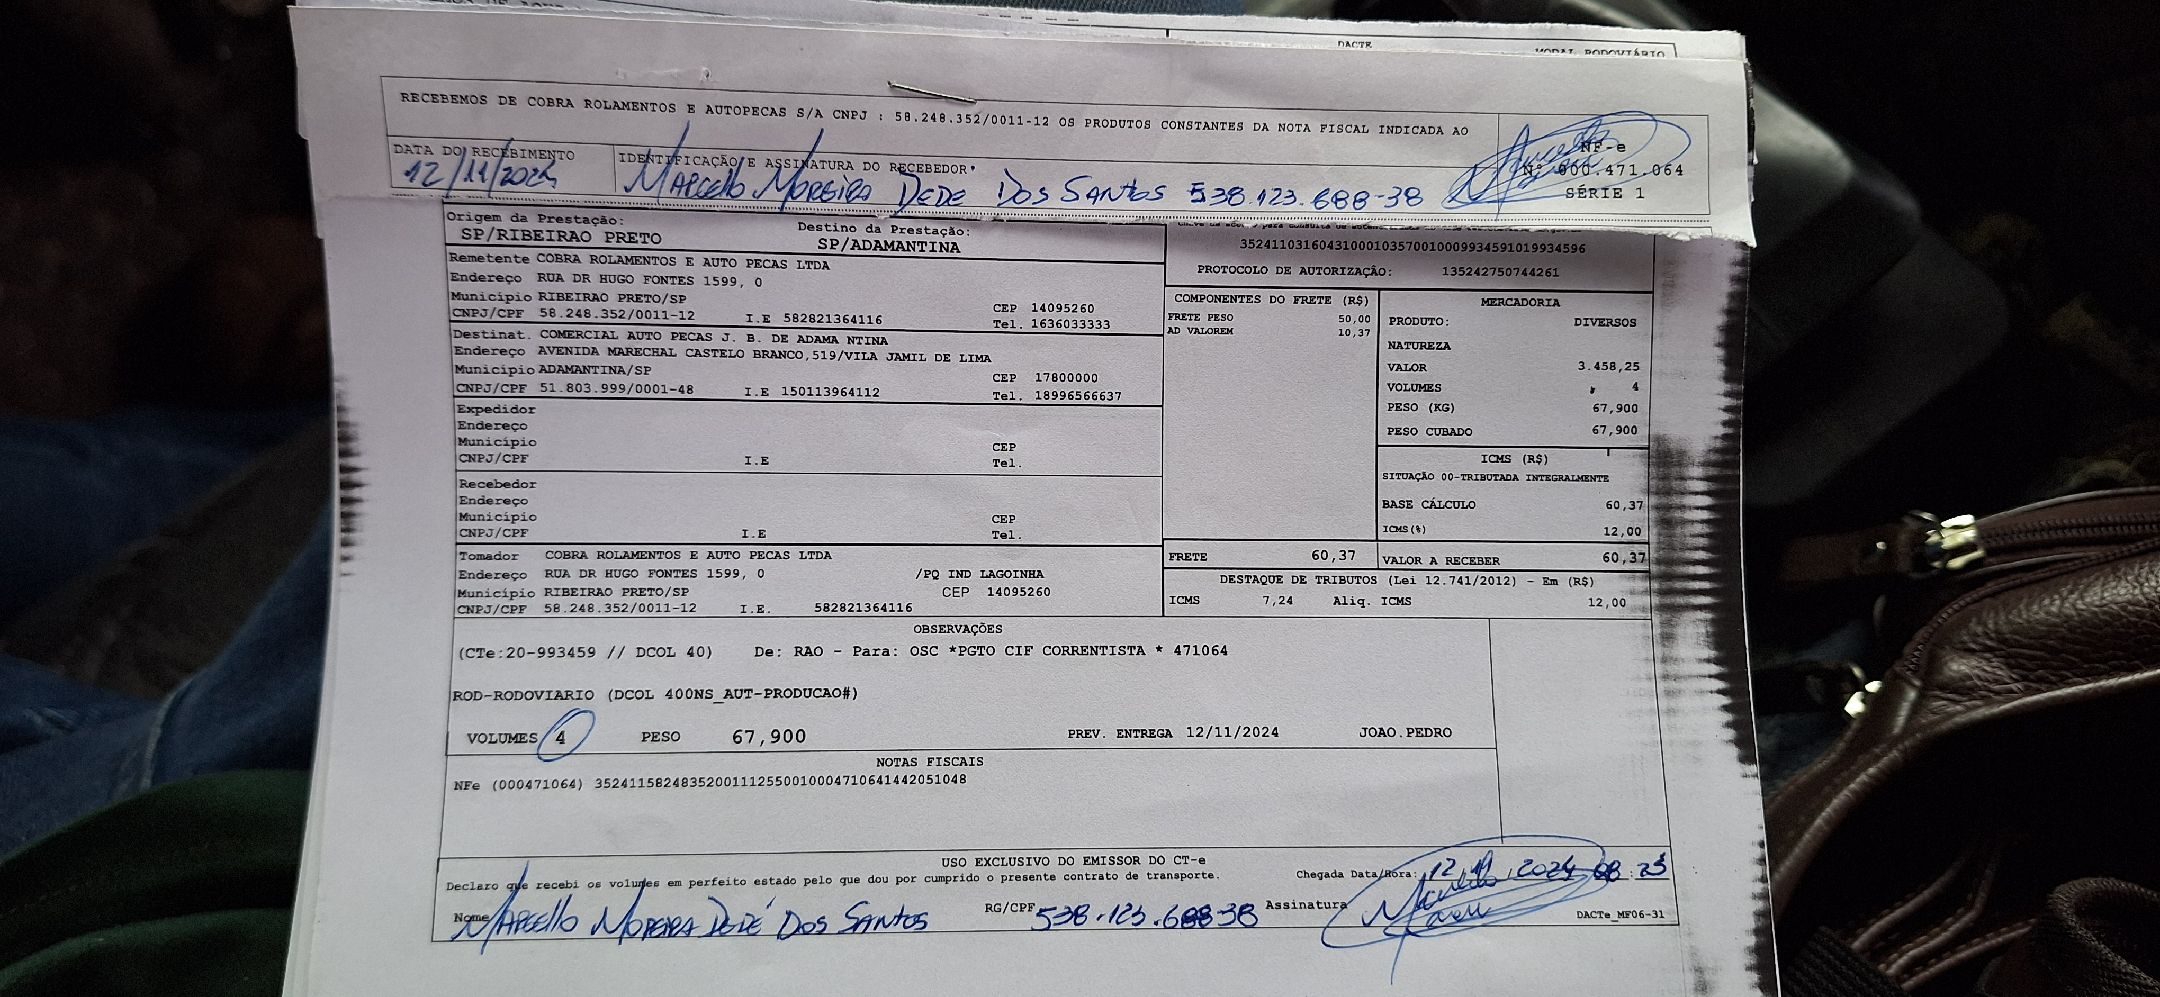 DACTE
MODAL RODOVIÁRIO
RECEBEMOS DE COBRA ROLAMENTOS E AUTOPECAS S/A CNPJ : 58.248.352/0011-12 OS PRODUTOS CONSTANTES DA NOTA FISCAL INDICADA AO
NF-e
Nº 000.471.064
SÉRIE 1
DATA DO RECEBIMENTO
12/11/2024
IDENTIFICAÇÃO E ASSINATURA DO RECEBEDOR
MARCELLO MOREIRA DEDE DOS SANTOS 538.123.688-38
Origem da Prestação:
SP/RIBEIRAO PRETO
Destino da Prestação:
SP/ADAMANTINA
35241103160431000103570010009934591019934596
PROTOCOLO DE AUTORIZAÇÃO: 135242750744261
Remetente COBRA ROLAMENTOS E AUTO PECAS LTDA
Endereço RUA DR HUGO FONTES 1599, 0
Município RIBEIRAO PRETO/SP CEP 14095260
CNPJ/CPF 58.248.352/0011-12 I.E 582821364116 Tel. 1636033333
Destinat. COMERCIAL AUTO PECAS J. B. DE ADAMA NTINA
Endereço AVENIDA MARECHAL CASTELO BRANCO,519/VILA JAMIL DE LIMA
Município ADAMANTINA/SP CEP 17800000
CNPJ/CPF 51.803.999/0001-48 I.E 150113964112 Tel. 18996566637
Expedidor
Endereço
Município CEP
CNPJ/CPF I.E Tel.
Recebedor
Endereço
Município CEP
CNPJ/CPF I.E Tel.
Tomador COBRA ROLAMENTOS E AUTO PECAS LTDA
Endereço RUA DR HUGO FONTES 1599, 0 /PQ IND LAGOINHA
Município RIBEIRAO PRETO/SP CEP 14095260
CNPJ/CPF 58.248.352/0011-12 I.E. 582821364116
COMPONENTES DO FRETE (R$)
FRETE PESO 50,00
AD VALOREM 10,37
MERCADORIA
PRODUTO: DIVERSOS
NATUREZA
VALOR 3.458,25
VOLUMES 4
PESO (KG) 67,900
PESO CUBADO 67,900
ICMS (R$)
SITUAÇÃO 00-TRIBUTADA INTEGRALMENTE
BASE CÁLCULO 60,37
ICMS(%) 12,00
FRETE 60,37 VALOR A RECEBER 60,37
DESTAQUE DE TRIBUTOS (Lei 12.741/2012) - Em (R$)
ICMS 7,24 Aliq. ICMS 12,00
OBSERVAÇÕES
(CTe:20-993459 // DCOL 40) De: RAO - Para: OSC *PGTO CIF CORRENTISTA * 471064
ROD-RODOVIARIO (DCOL 400NS_AUT-PRODUCAO#)
VOLUMES 4 PESO 67,900 PREV. ENTREGA 12/11/2024 JOAO.PEDRO
NOTAS FISCAIS
NFe (000471064) 35241158248352001112550010004710641442051048
USO EXCLUSIVO DO EMISSOR DO CT-e
Declaro que recebi os volumes em perfeito estado pelo que dou por cumprido o presente contrato de transporte. Chegada Data/Hora: 12 11 2024 08:23
Nome MARCELLO MOREIRA DEDÉ DOS SANTOS RG/CPF 538.123.688 38 Assinatura
DACTe_MF06-31